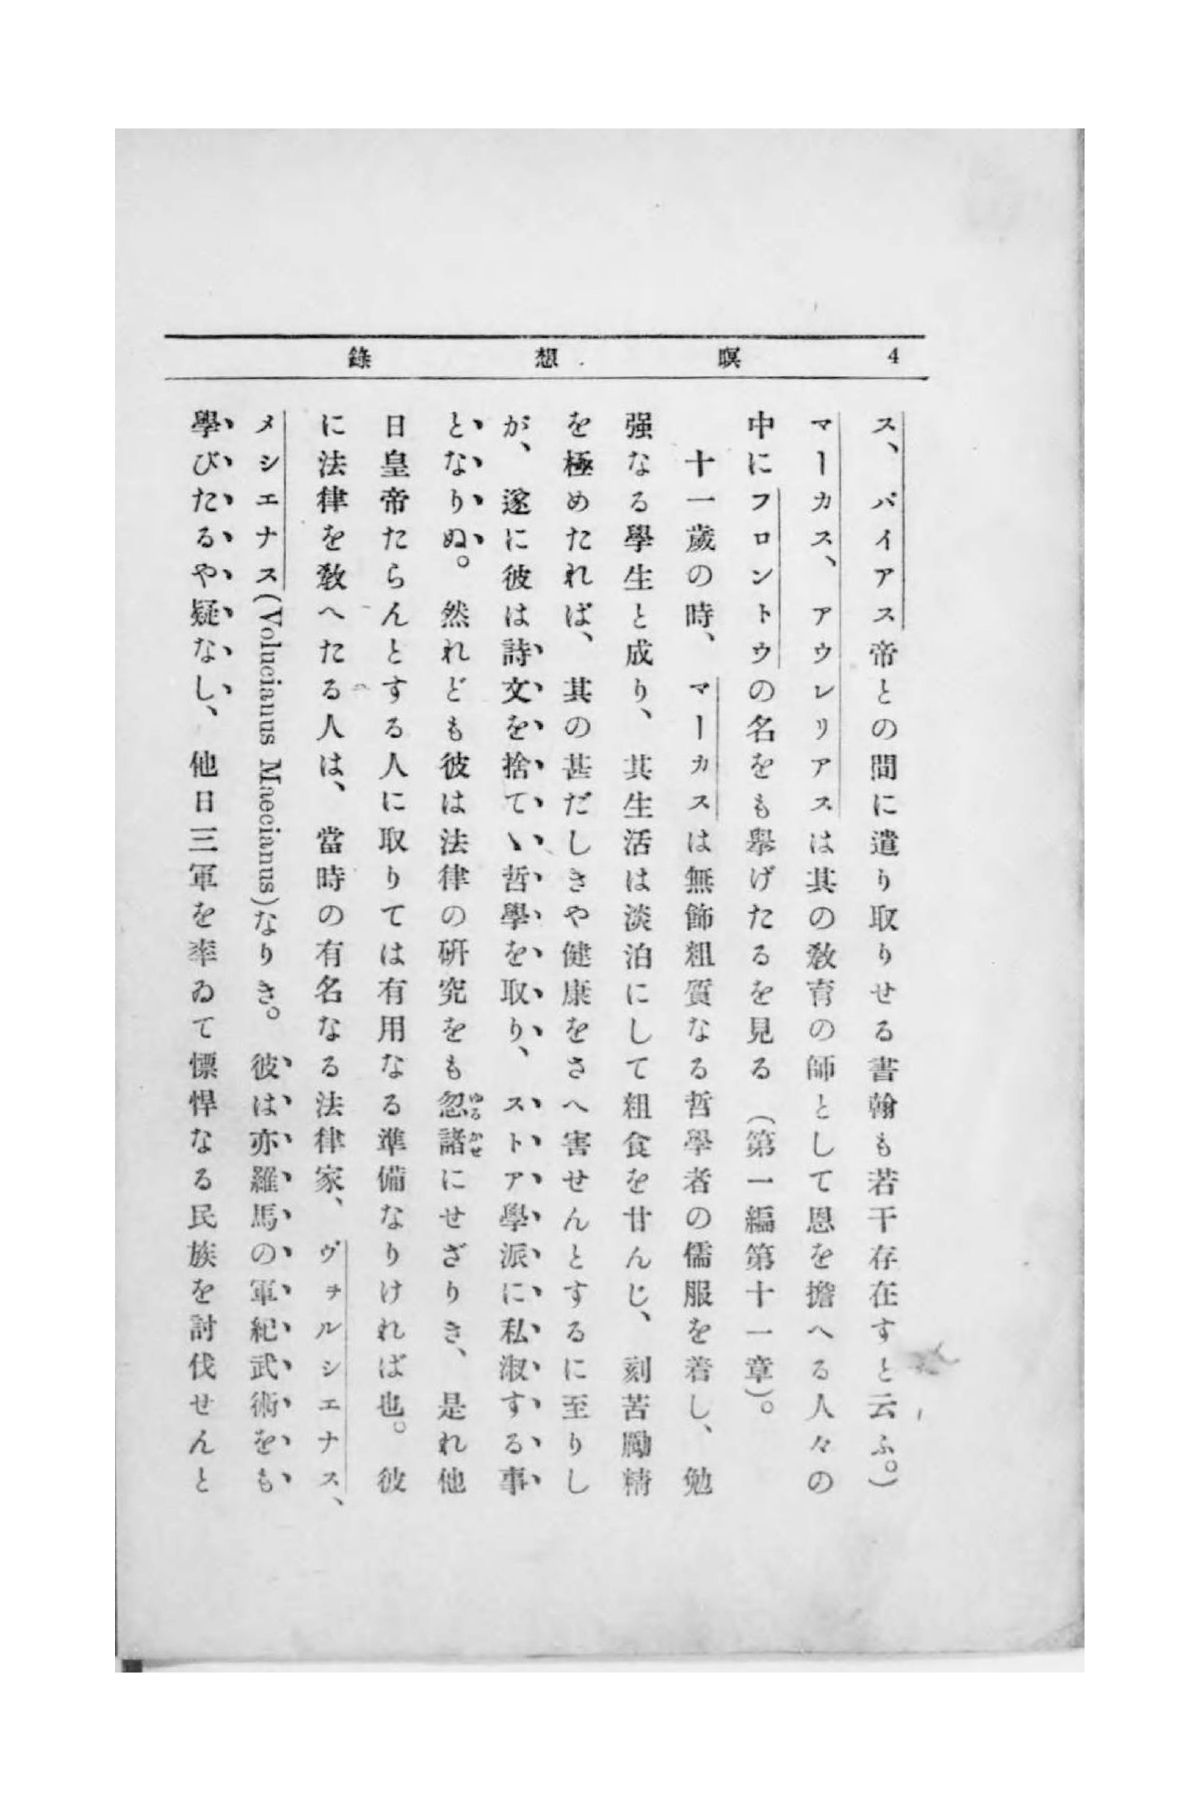 4 瞑想錄
ス、パイアス帝との間に遣り取りせる書翰も若干存在すと云ふ。)
マーカス、アウレリアスは其の教育の師として恩を擔へる人々の
中にフロントウの名をも擧げたるを見る(第一編第十一章)。
十一歲の時、マーカスは無飾粗質なる哲學者の儒服を着し、勉
强なる學生と成り、其生活は淡泊にして粗食を甘んじ、刻苦勵精
を極めたれば、其の甚だしきや健康をさへ害せんとするに至りし
が、遂に彼は詩文を捨てゝ哲學を取り、ストア學派に私淑する事
となりぬ。然れども彼は法律の硏究をも忽諸にせざりき、是れ他
日皇帝たらんとする人に取りては有用なる準備なりければ也。彼
に法律を敎へたる人は、當時の有名なる法律家、ヴォルシエナス、
メシエナス(Volucianus Maecianus)なりき。彼は亦羅馬の軍紀武術をも
學びたるや疑なし、他日三軍を率ゐて慓悍なる民族を討伐せんと